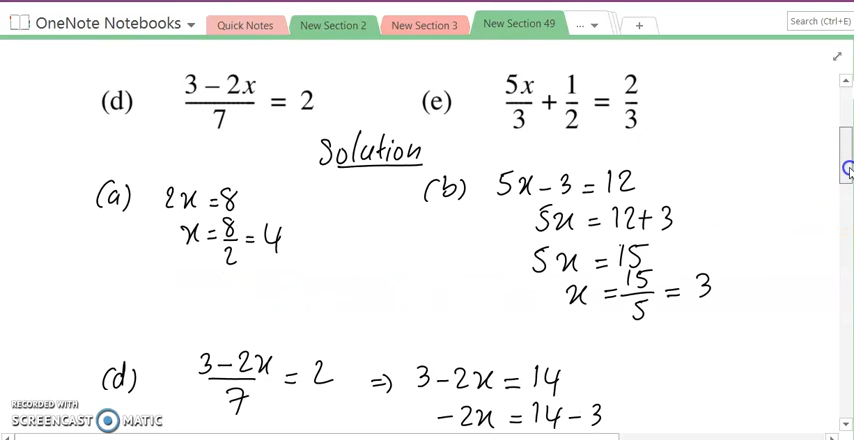 OneNote Notebooks Quick Notes New Section 2 New Section 3 New Section 49 ... + Search (Ctrl+E)
(d) (3 − 2x)/7 = 2 (e) 5x/3 + 1/2 = 2/3
Solution
(a) 2x = 8 (b) 5x − 3 = 12
x = 8/2 = 4 5x = 12 + 3
5x = 15
x = 15/5 = 3
(d) (3 − 2x)/7 = 2 ⇒ 3 − 2x = 14
−2x = 14 − 3
RECORDED WITH
SCREENCAST MATIC